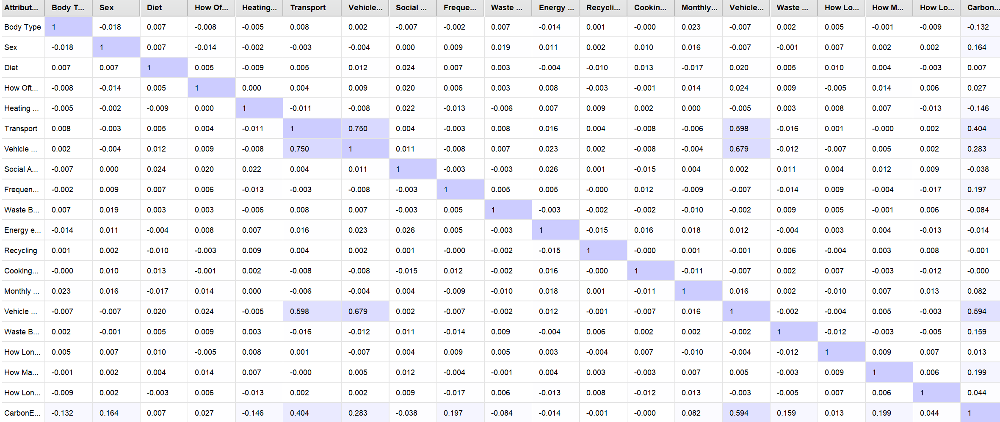 Attribut... Body T... Sex Diet How Of... Heating... Transport Vehicle... Social ... Freque... Waste ... Energy ... Recycli... Cookin... Monthly... Vehicle... Waste ... How Lo... How M... How Lo... Carbon...
Body Type 1 -0.018 0.007 -0.008 -0.005 0.008 0.002 -0.007 -0.002 0.007 -0.014 0.001 -0.000 0.023 -0.007 0.002 0.005 -0.001 -0.009 -0.132
Sex -0.018 1 0.007 -0.014 -0.002 -0.003 -0.004 0.000 0.009 0.019 0.011 0.002 0.010 0.016 -0.007 -0.001 0.007 0.002 0.002 0.164
Diet 0.007 0.007 1 0.005 -0.009 0.005 0.012 0.024 0.007 0.003 -0.004 -0.010 0.013 -0.017 0.020 0.005 0.010 0.004 -0.003 0.007
How Oft... -0.008 -0.014 0.005 1 0.000 0.004 0.009 0.020 0.006 0.003 0.008 -0.003 -0.001 0.014 0.024 0.009 -0.005 0.014 0.006 0.027
Heating ... -0.005 -0.002 -0.009 0.000 1 -0.011 -0.008 0.022 -0.013 -0.006 0.007 0.009 0.002 0.000 -0.005 0.003 0.008 0.007 -0.013 -0.146
Transport 0.008 -0.003 0.005 0.004 -0.011 1 0.750 0.004 -0.003 0.008 0.016 0.004 -0.008 -0.006 0.598 -0.016 0.001 -0.000 0.002 0.404
Vehicle ... 0.002 -0.004 0.012 0.009 -0.008 0.750 1 0.011 -0.008 0.007 0.023 0.002 -0.008 -0.004 0.679 -0.012 -0.007 0.005 0.002 0.283
Social A... -0.007 0.000 0.024 0.020 0.022 0.004 0.011 1 -0.003 -0.003 0.026 0.001 -0.015 0.004 0.002 0.011 0.004 0.012 0.009 -0.038
Frequen... -0.002 0.009 0.007 0.006 -0.013 -0.003 -0.008 -0.003 1 0.005 0.005 -0.000 0.012 -0.009 -0.007 -0.014 0.009 -0.004 -0.017 0.197
Waste B... 0.007 0.019 0.003 0.003 -0.006 0.008 0.007 -0.003 0.005 1 -0.003 -0.002 -0.002 -0.010 -0.002 0.009 0.005 -0.001 0.006 -0.084
Energy e... -0.014 0.011 -0.004 0.008 0.007 0.016 0.023 0.026 0.005 -0.003 1 -0.015 0.016 0.018 0.012 -0.004 0.003 0.004 -0.013 -0.014
Recycling 0.001 0.002 -0.010 -0.003 0.009 0.004 0.002 0.001 -0.000 -0.002 -0.015 1 -0.000 0.001 -0.001 0.006 -0.004 0.003 0.008 -0.001
Cooking... -0.000 0.010 0.013 -0.001 0.002 -0.008 -0.008 -0.015 0.012 -0.002 0.016 -0.000 1 -0.011 -0.007 0.002 0.007 -0.003 -0.012 -0.000
Monthly ... 0.023 0.016 -0.017 0.014 0.000 -0.006 -0.004 0.004 -0.009 -0.010 0.018 0.001 -0.011 1 0.016 0.002 -0.010 0.007 0.013 0.082
Vehicle ... -0.007 -0.007 0.020 0.024 -0.005 0.598 0.679 0.002 -0.007 -0.002 0.012 -0.001 -0.007 0.016 1 -0.002 -0.004 0.005 -0.003 0.594
Waste B... 0.002 -0.001 0.005 0.009 0.003 -0.016 -0.012 0.011 -0.014 0.009 -0.004 0.006 0.002 0.002 -0.002 1 -0.012 -0.003 -0.005 0.159
How Lon... 0.005 0.007 0.010 -0.005 0.008 0.001 -0.007 0.004 0.009 0.005 0.003 -0.004 0.007 -0.010 -0.004 -0.012 1 0.009 0.007 0.013
How Ma... -0.001 0.002 0.004 0.014 0.007 -0.000 0.005 0.012 -0.004 -0.001 0.004 0.003 -0.003 0.007 0.005 -0.003 0.009 1 0.006 0.199
How Lon... -0.009 0.002 -0.003 0.006 -0.013 0.002 0.002 0.009 -0.017 0.006 -0.013 0.008 -0.012 0.013 -0.003 -0.005 0.007 0.006 1 0.044
CarbonE... -0.132 0.164 0.007 0.027 -0.146 0.404 0.283 -0.038 0.197 -0.084 -0.014 -0.001 -0.000 0.082 0.594 0.159 0.013 0.199 0.044 1